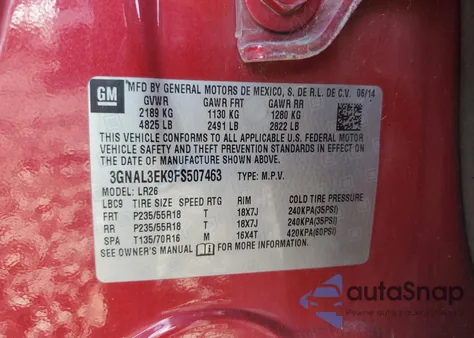 GM
MFD BY GENERAL MOTORS DE MEXICO, S. DE R.L. DE C.V. 06/14
GVWR GAWR FRT GAWR RR
2189 KG 1130 KG 1280 KG
4825 LB 2491 LB 2822 LB
THIS VEHICLE CONFORMS TO ALL APPLICABLE U.S. FEDERAL MOTOR
VEHICLE SAFETY, BUMPER, AND THEFT PREVENTION STANDARDS
IN EFFECT ON THE DATE OF MANUFACTURE SHOWN ABOVE.
3GNAL3EK9FS507463 TYPE: M.P.V.
MODEL: LR26
LBC9 TIRE SIZE SPEED RTG RIM COLD TIRE PRESSURE
FRT P235/55R18 T 18X7J 240KPA(35PSI)
RR P235/55R18 T 18X7J 240KPA(35PSI)
SPA T135/70R16 M 16X4T 420KPA(60PSI)
SEE OWNER'S MANUAL FOR MORE INFORMATION.
autoSnap